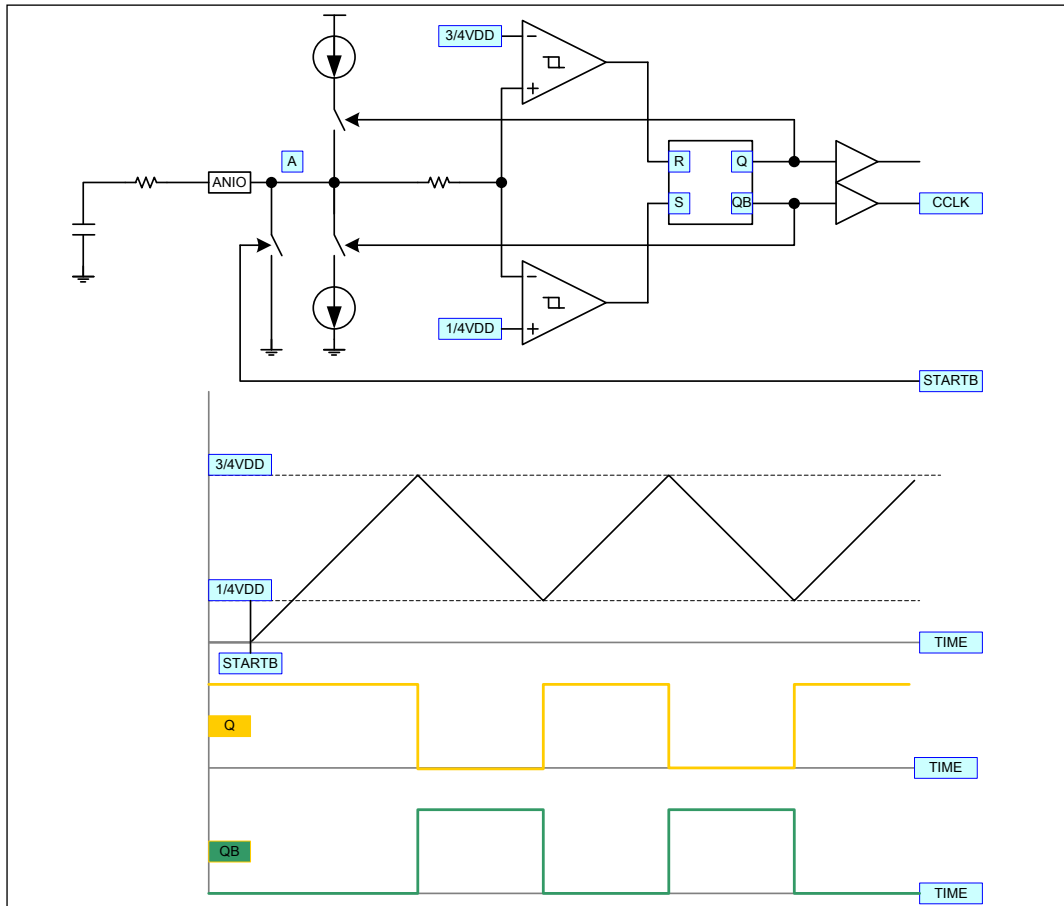 3/4VDD
−
+
A
ANIO
R
Q
S
QB
CCLK
−
1/4VDD
+
STARTB
3/4VDD
1/4VDD
TIME
STARTB
Q
TIME
QB
TIME